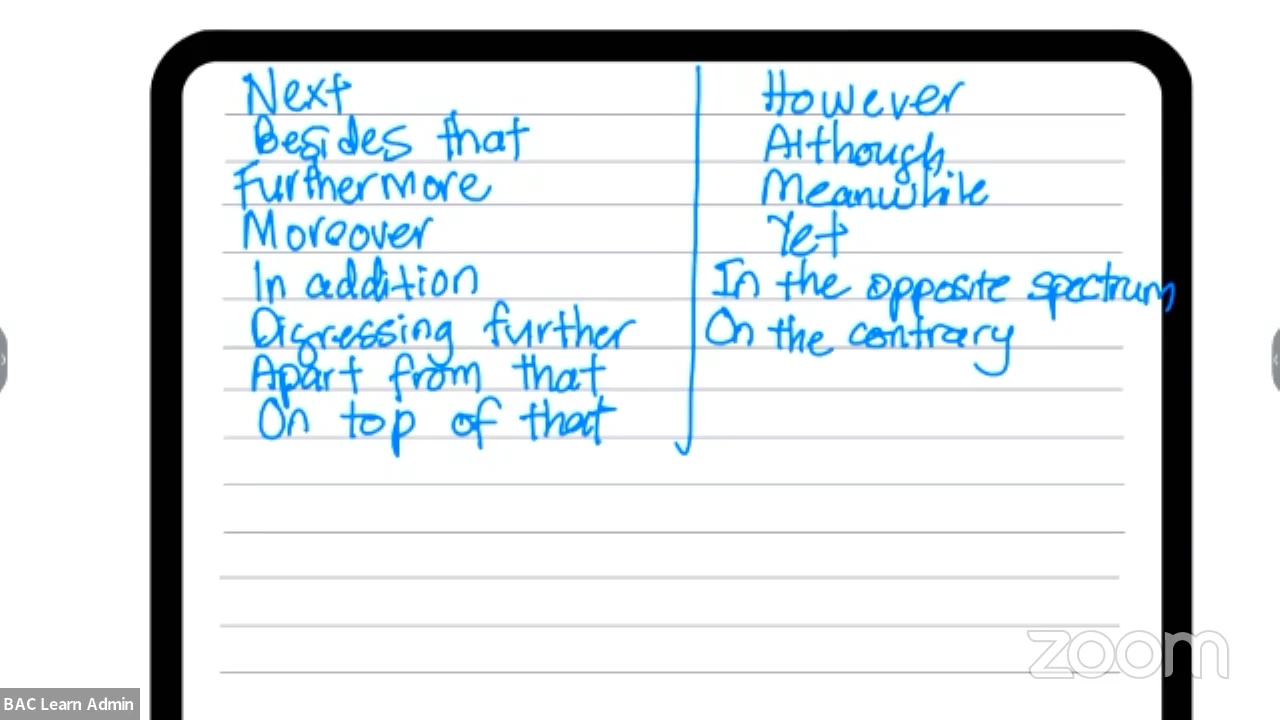 Next
Besides that
Furthermore
Moreover
In addition
Digressing further
Apart from that
On top of that
However
Although
Meanwhile
Yet
In the opposite spectrum
On the contrary
zoom
BAC Learn Admin